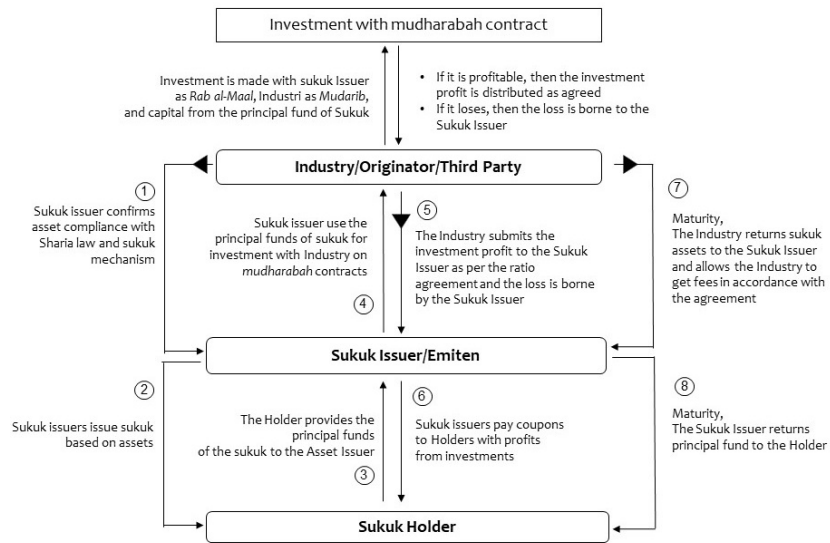 Investment with mudharabah contract
Investment is made with sukuk Issuer
as Rab al-Maal, Industri as Mudarib,
and capital from the principal fund of Sukuk
• If it is profitable, then the investment
profit is distributed as agreed
• If it loses, then the loss is borne to the
Sukuk Issuer
Industry/Originator/Third Party
1
Sukuk issuer confirms
asset compliance with
Sharia law and sukuk
mechanism
Sukuk issuer use the
principal funds of sukuk for
investment with Industry on
mudharabah contracts
4
5
The Industry submits the
investment profit to the Sukuk
Issuer as per the ratio
agreement and the loss is borne
by the Sukuk Issuer
7
Maturity,
The Industry returns sukuk
assets to the Sukuk Issuer
and allows the Industry to
get fees in accordance with
the agreement
Sukuk Issuer/Emiten
2
Sukuk issuers issue sukuk
based on assets
The Holder provides the
principal funds
of the sukuk to the Asset Issuer
3
6
Sukuk issuers pay coupons
to Holders with profits
from investments
8
Maturity,
The Sukuk Issuer returns
principal fund to the Holder
Sukuk Holder